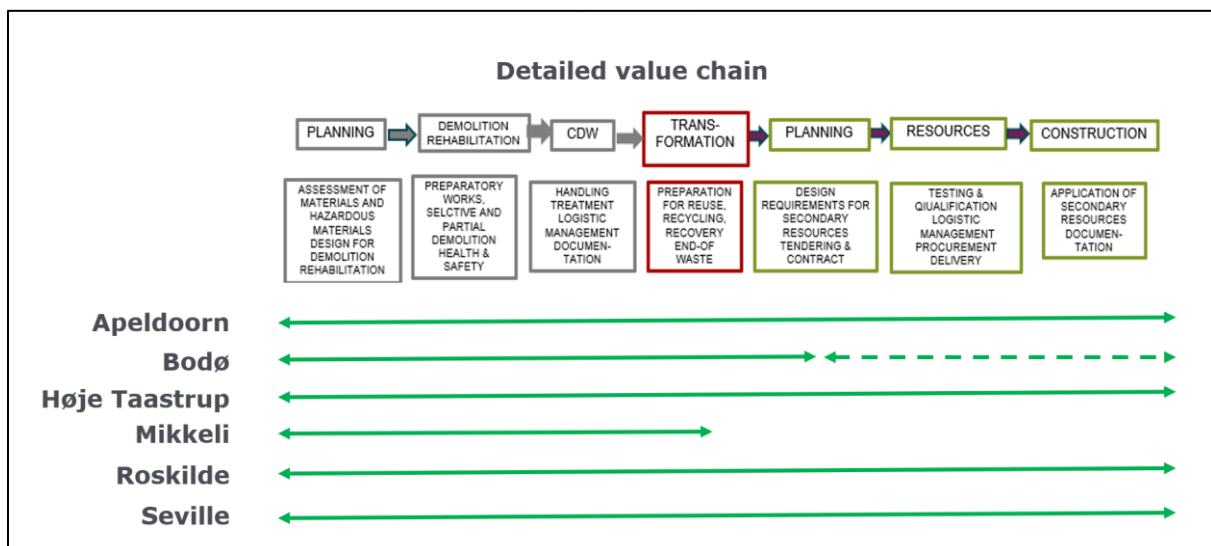 Detailed value chain
PLANNING
DEMOLITION
REHABILITATION
CDW
TRANS-
FORMATION
PLANNING
RESOURCES
CONSTRUCTION
ASSESSMENT OF
MATERIALS AND
HAZARDOUS
MATERIALS
DESIGN FOR
DEMOLITION
REHABILITATION
PREPARATORY
WORKS,
SELCTIVE AND
PARTIAL
DEMOLITION
HEALTH &
SAFETY
HANDLING
TREATMENT
LOGISTIC
MANAGEMENT
DOCUMEN-
TATION
PREPARATION
FOR REUSE,
RECYCLING,
RECOVERY
END-OF
WASTE
DESIGN
REQUIREMENTS FOR
SECONDARY
RESOURCES
TENDERING &
CONTRACT
TESTING &
QIUALIFICATION
LOGISTIC
MANAGEMENT
PROCUREMENT
DELIVERY
APPLICATION OF
SECONDARY
RESOURCES
DOCUMEN-
TATION
Apeldoorn
Bodø
Høje Taastrup
Mikkeli
Roskilde
Seville